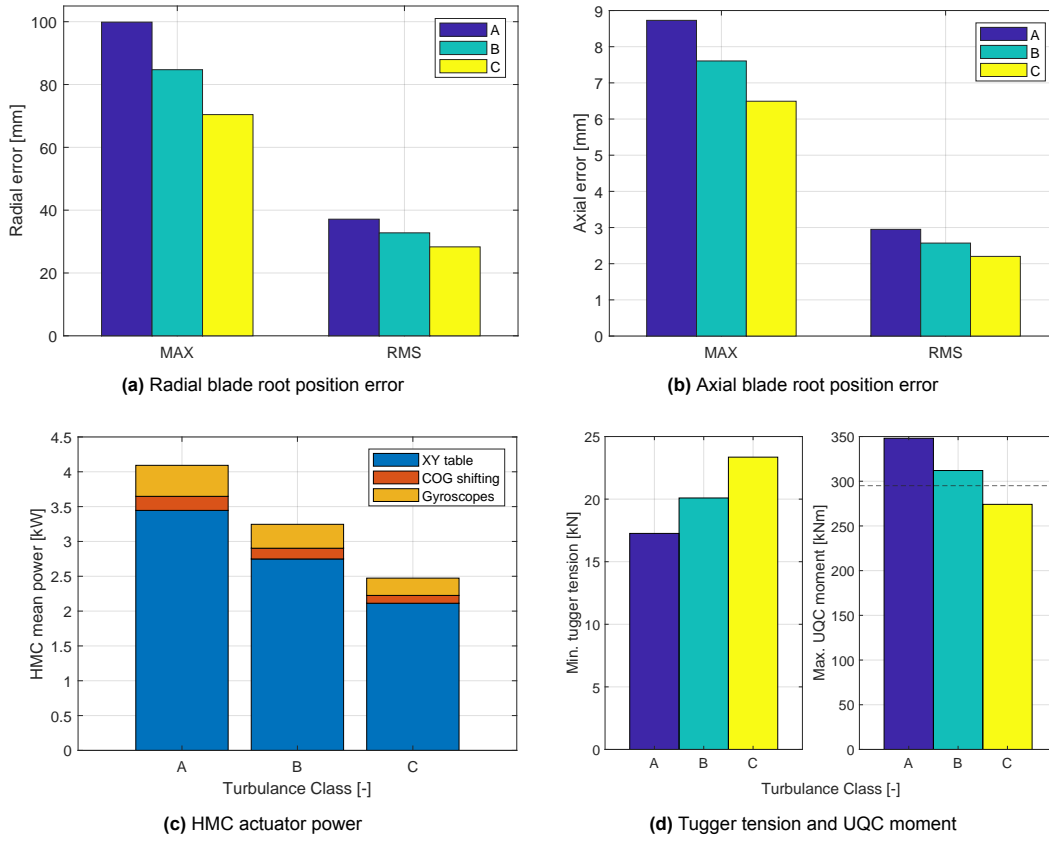 Radial error [mm]
100
80
60
40
20
0
MAX
RMS
A
B
C
(a) Radial blade root position error
Axial error [mm]
9
8
7
6
5
4
3
2
1
0
MAX
RMS
A
B
C
(b) Axial blade root position error
HMC mean power [kW]
4.5
4
3.5
3
2.5
2
1.5
1
0.5
0
A
B
C
XY table
COG shifting
Gyroscopes
Turbulance Class [-]
(c) HMC actuator power
Min. tugger tension [kN]
25
20
15
10
5
0
A
B
C
Max. UQC moment [kNm]
350
300
250
200
150
100
50
0
A
B
C
Turbulance Class [-]
(d) Tugger tension and UQC moment